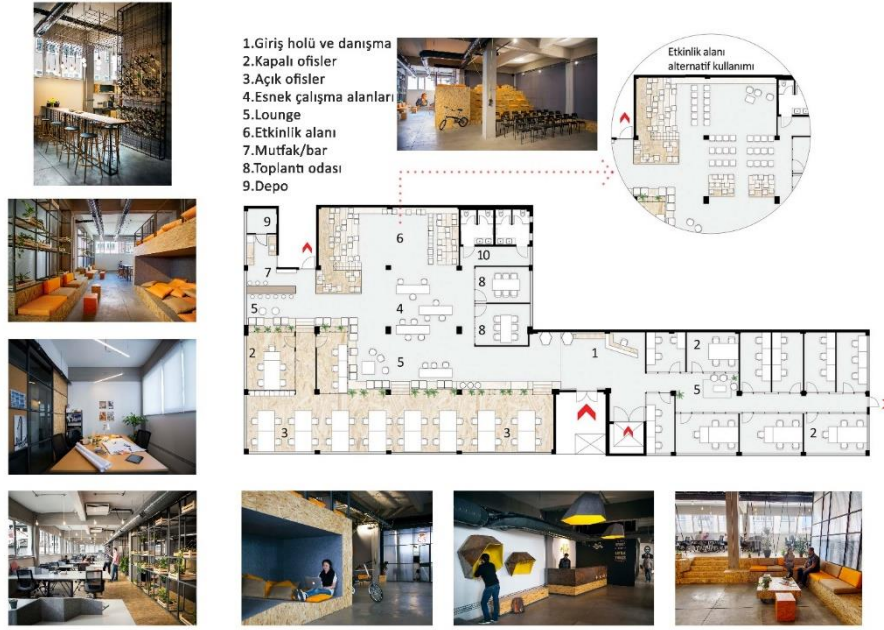 1.Giriş holü ve danışma
2.Kapalı ofisler
3.Açık ofisler
4.Esnek çalışma alanları
5.Lounge
6.Etkinlik alanı
7.Mutfak/bar
8.Toplantı odası
9.Depo
Etkinlik alanı
alternatif kullanımı
9
7
5
6
10
8
4
8
2
5
1
2
5
3
3
2